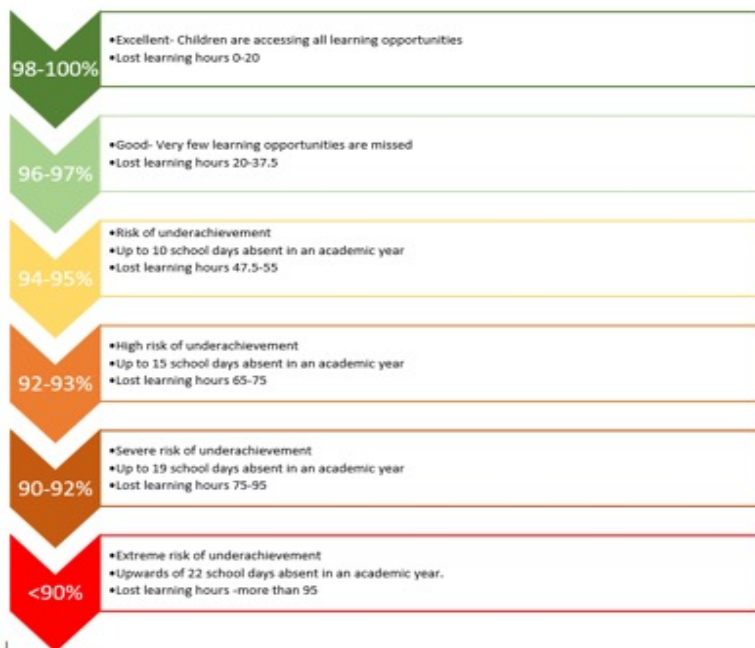 98-100%
•Excellent- Children are accessing all learning opportunities
•Lost learning hours 0-20
96-97%
•Good- Very few learning opportunities are missed
•Lost learning hours 20-37.5
94-95%
•Risk of underachievement
•Up to 10 school days absent in an academic year
•Lost learning hours 47.5-55
92-93%
•High risk of underachievement
•Up to 15 school days absent in an academic year
•Lost learning hours 65-75
90-92%
•Severe risk of underachievement
•Up to 19 school days absent in an academic year
•Lost learning hours 75-95
<90%
•Extreme risk of underachievement
•Upwards of 22 school days absent in an academic year.
•Lost learning hours -more than 95